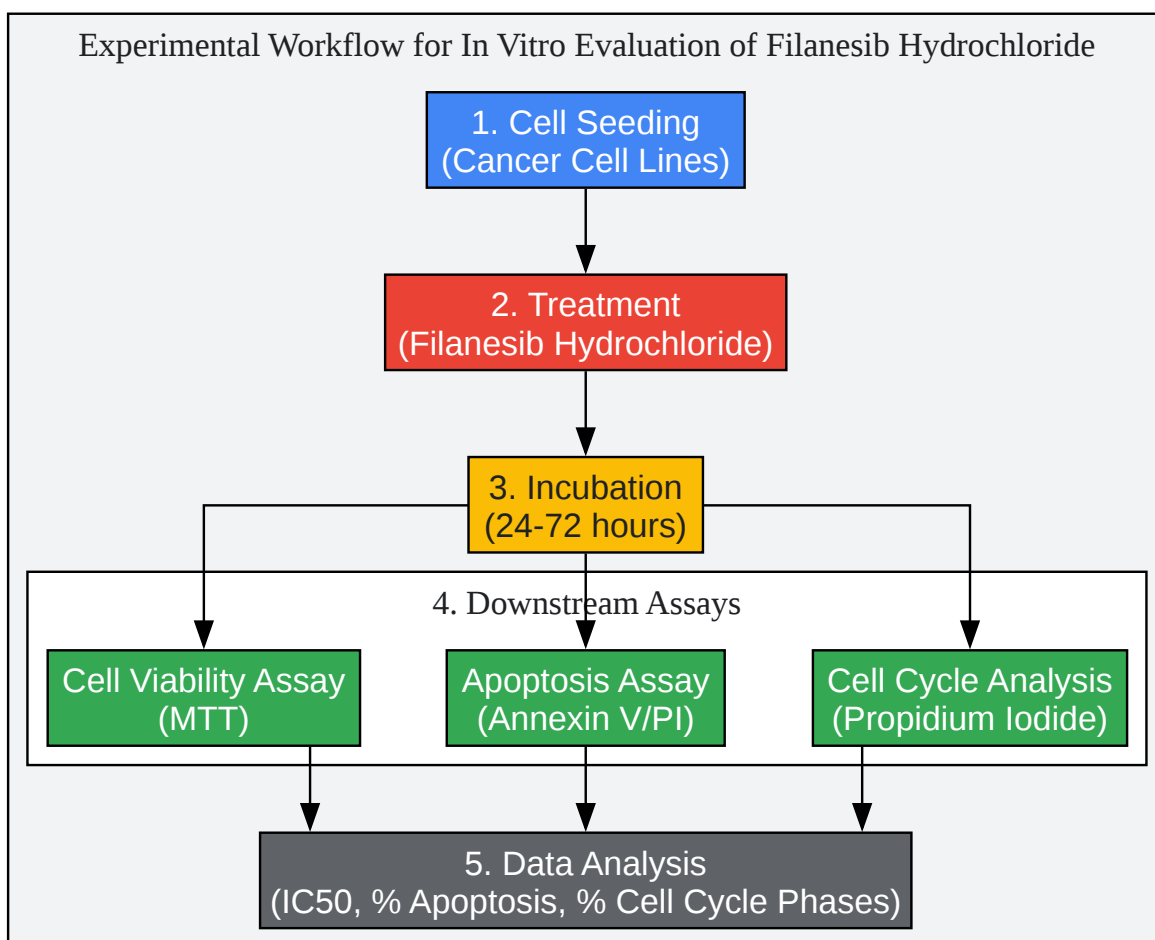 Experimental Workflow for In Vitro Evaluation of Filanesib Hydrochloride
1. Cell Seeding
(Cancer Cell Lines)
2. Treatment
(Filanesib Hydrochloride)
3. Incubation
(24-72 hours)
4. Downstream Assays
Cell Viability Assay
(MTT)
Apoptosis Assay
(Annexin V/PI)
Cell Cycle Analysis
(Propidium Iodide)
5. Data Analysis
(IC50, % Apoptosis, % Cell Cycle Phases)